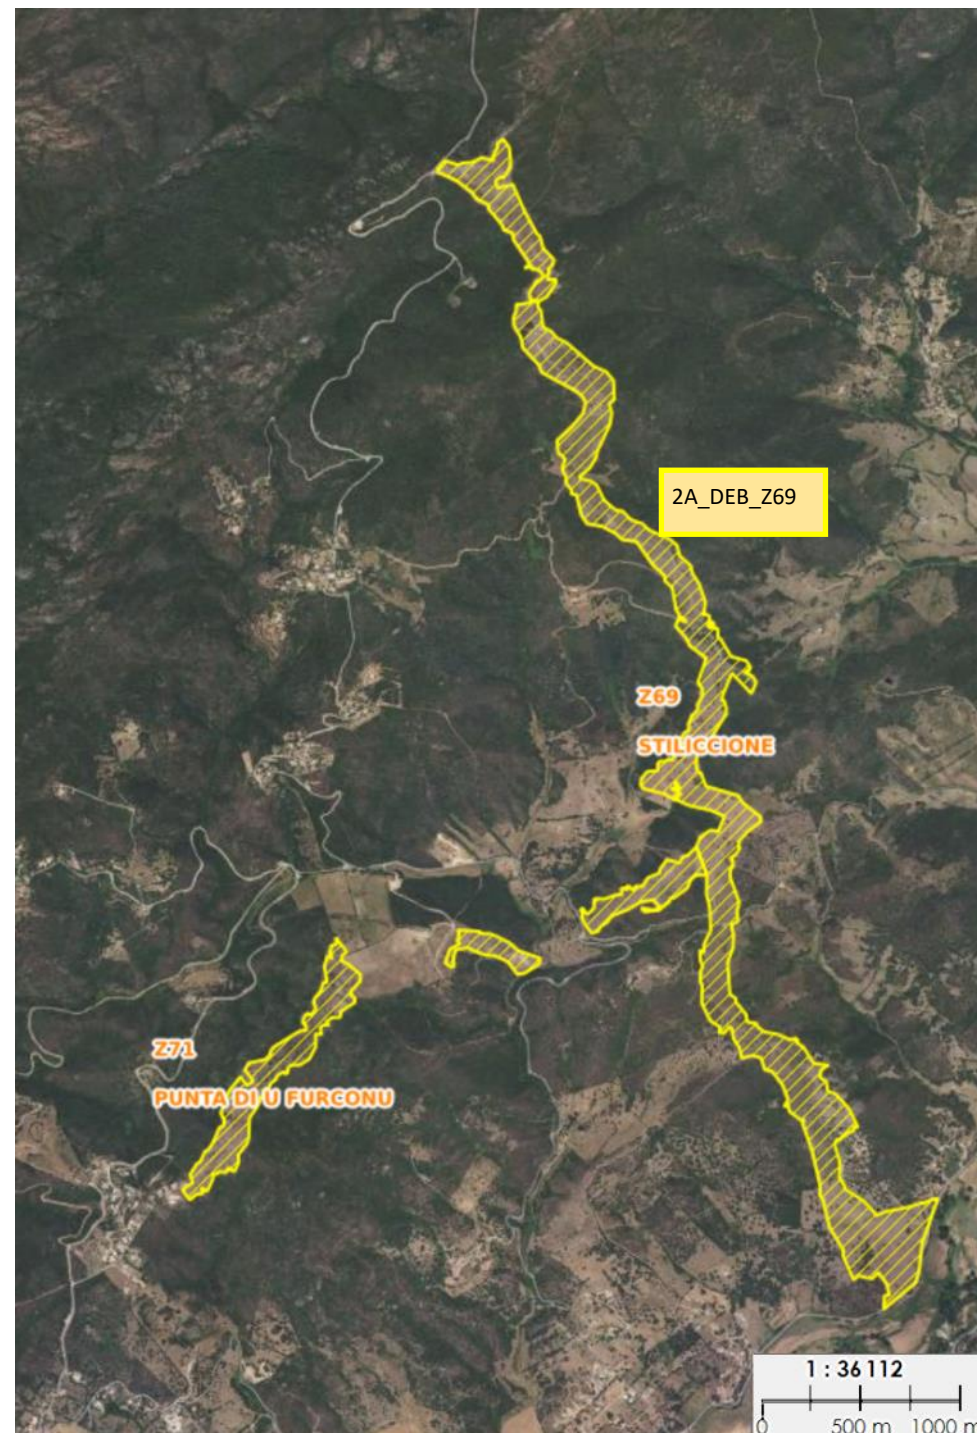 2A_DEB_Z69
Z69
STILICCIONE
Z71
PUNTA DI U FURCONU
1 : 36 112
0 500 m 1000 m